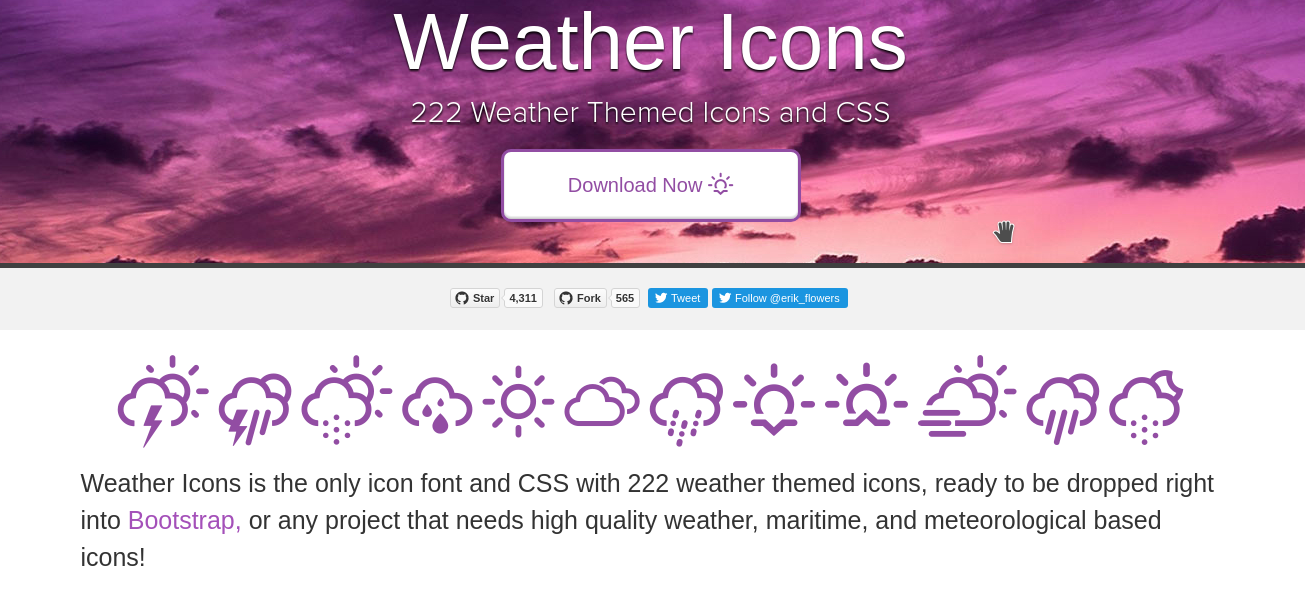 Weather Icons
222 Weather Themed Icons and CSS
Download Now
Star 4,311 Fork 565 Tweet Follow @erik_flowers
Weather Icons is the only icon font and CSS with 222 weather themed icons, ready to be dropped right
into Bootstrap, or any project that needs high quality weather, maritime, and meteorological based
icons!